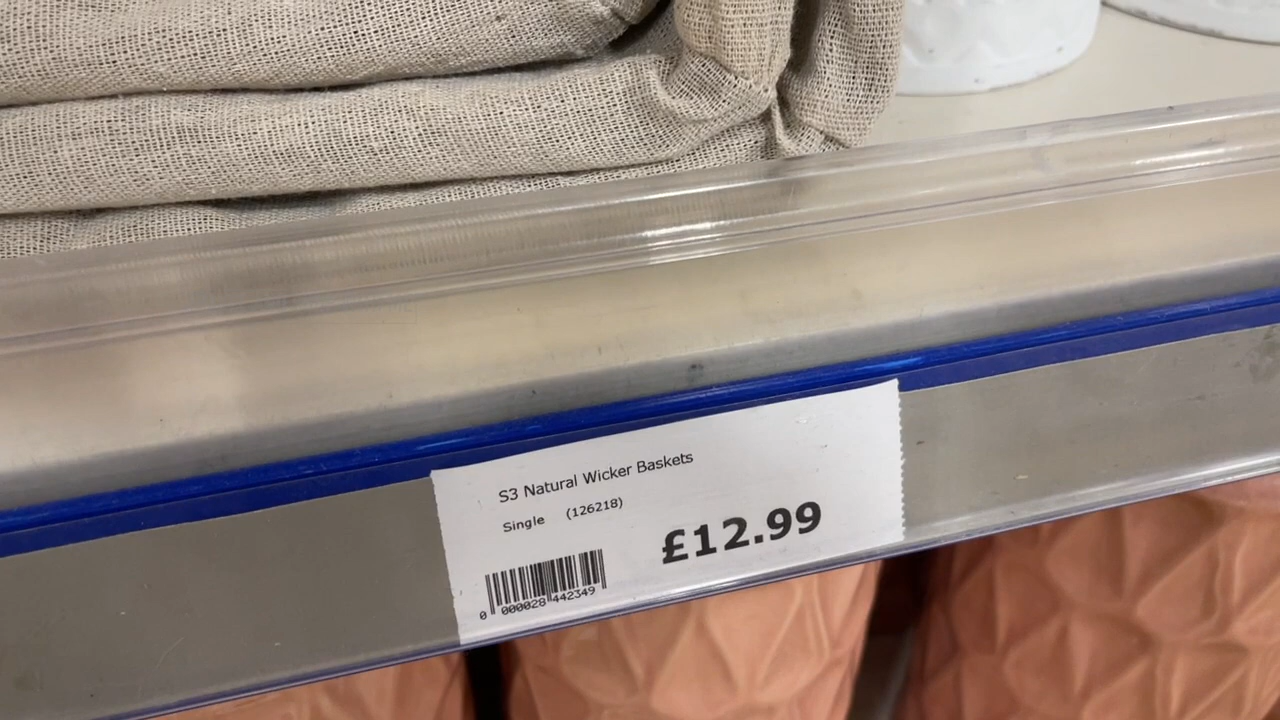 S3 Natural Wicker Baskets
Single (126218)
£12.99
0 000028 442349